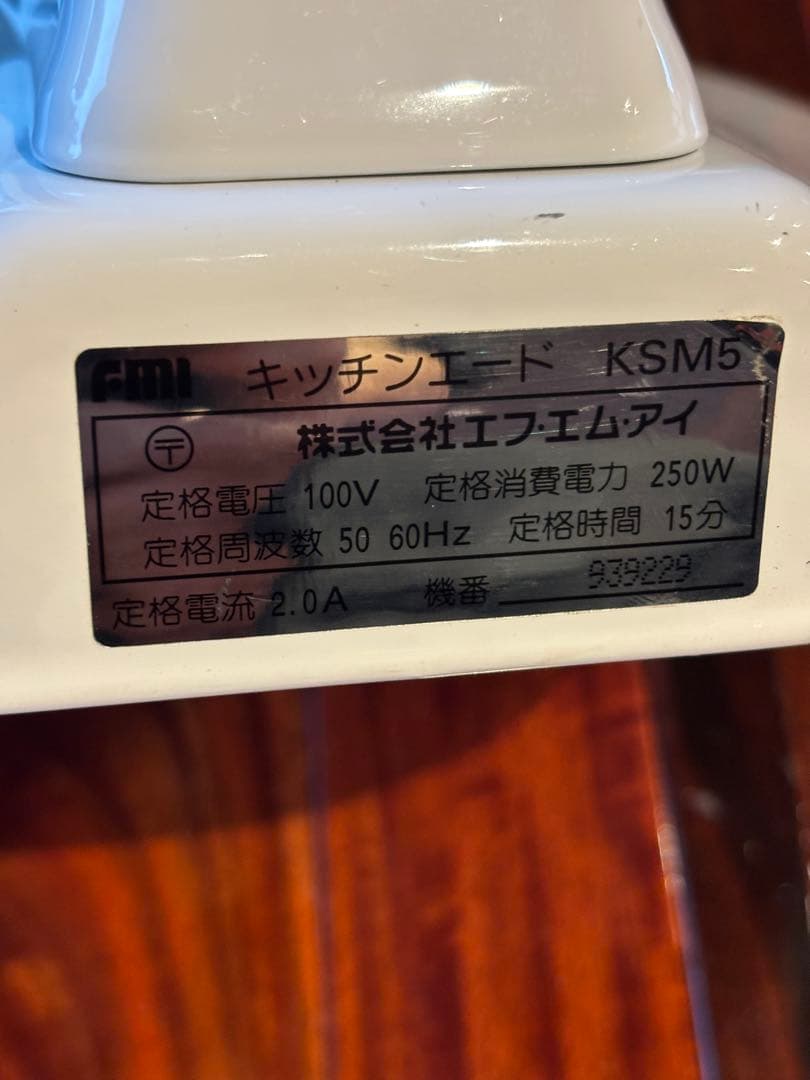 FMI キッチンエード KSM5
〒 株式会社エフ・エム・アイ
定格電圧 100V 定格消費電力 250W
定格周波数 50 60Hz 定格時間 15分
定格電流 2.0A 機番 939229